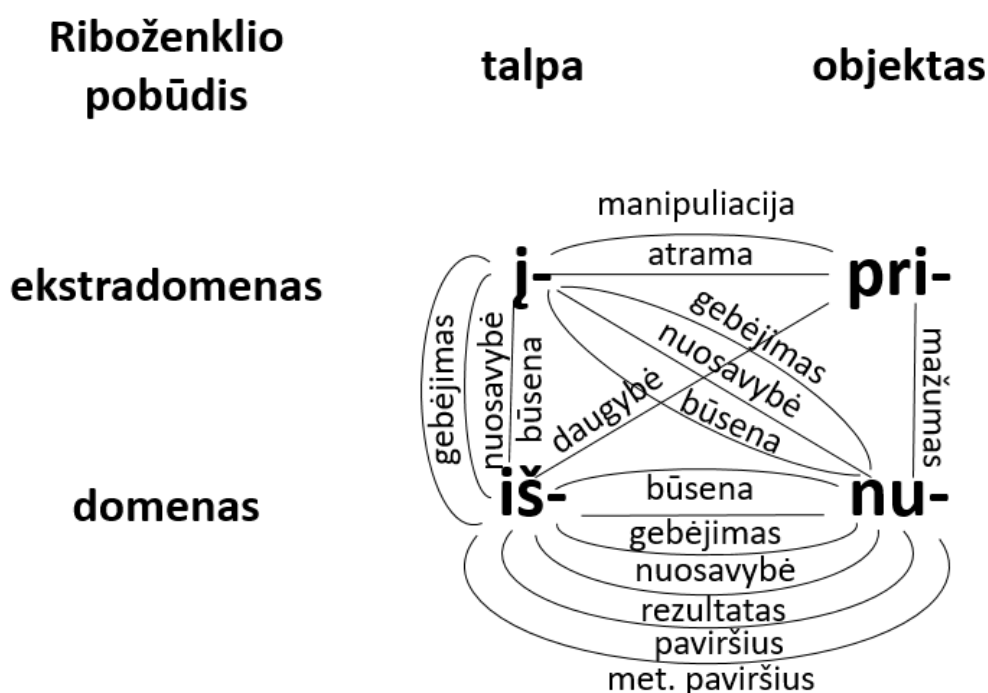 Riboženklio
pobūdis
talpa
objektas
manipuliacija
atrama
ekstradomenas
į-
pri-
gebėjimas
nuosavybė
būsena
gebėjimas
nuosavybė
būsena
daugybė
mažumas
domenas
iš-
nu-
būsena
gebėjimas
nuosavybė
rezultatas
paviršius
met. paviršius